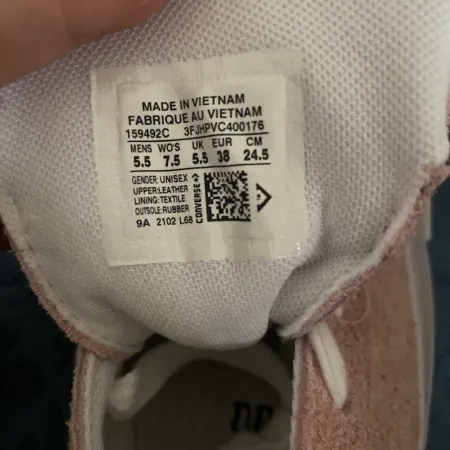 MADE IN VIETNAM
FABRIQUE AU VIETNAM
159492C 3FJHPVC400176
MENS WO'S UK EUR CM
5.5 7.5 5.5 38 24.5
GENDER: UNISEX
UPPER:LEATHER
LINING: TEXTILE
OUTSOLE:RUBBER
9A 2102 L68
CONVERSE